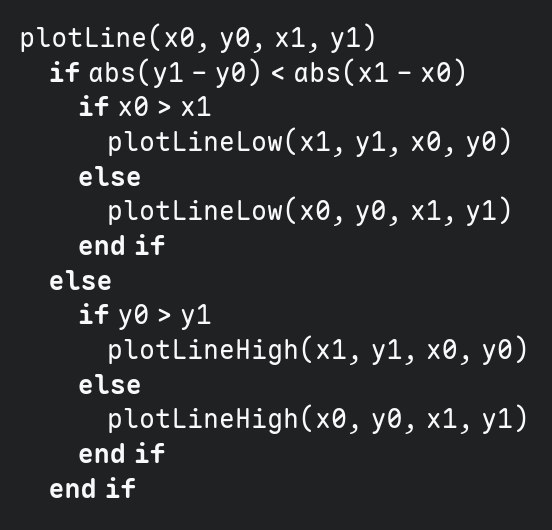 plotLine(x0, y0, x1, y1)
if abs(y1 - y0) < abs(x1 - x0)
if x0 > x1
plotLineLow(x1, y1, x0, y0)
else
plotLineLow(x0, y0, x1, y1)
end if
else
if y0 > y1
plotLineHigh(x1, y1, x0, y0)
else
plotLineHigh(x0, y0, x1, y1)
end if
end if